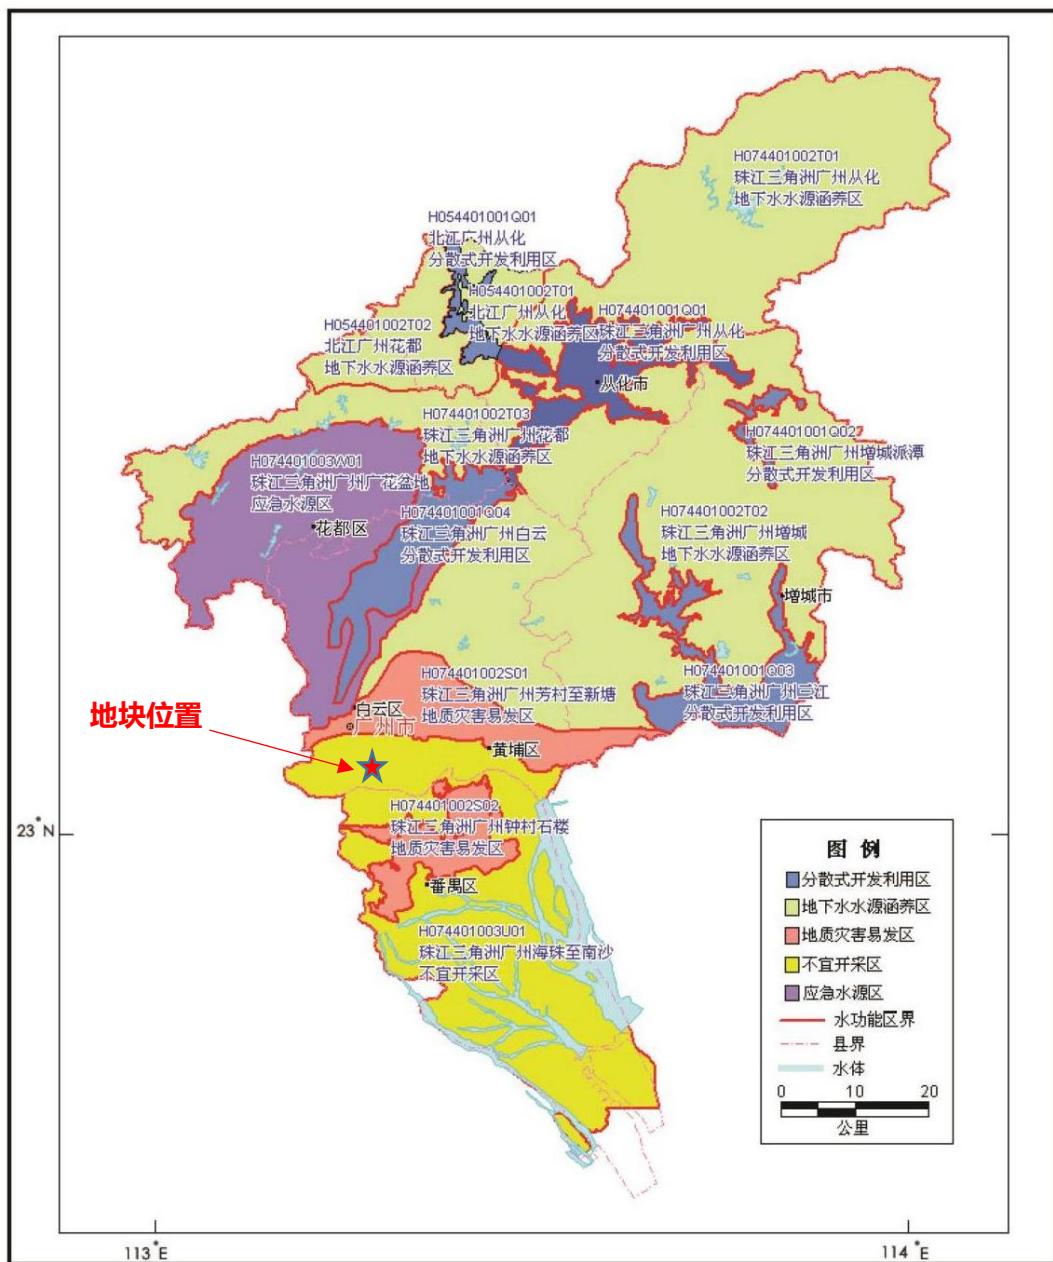 H074401002T01
珠江三角洲广州从化
地下水水源涵养区
H054401001Q01
北江广州从化
分散式开发利用区
H054401002T01
北江广州从化
地下水水源涵养区
H074401001Q01
珠江三角洲广州从化
分散式开发利用区
H054401002T02
北江广州花都
地下水水源涵养区
从化市
H074401002T03
珠江三角洲广州花都
地下水水源涵养区
H074401001Q02
珠江三角洲广州增城派潭
分散式开发利用区
H074401003W01
珠江三角洲广州广花盆地
应急水源区
花都区
H074401001Q04
珠江三角洲广州白云
分散式开发利用区
H074401002T02
珠江三角洲广州增城
地下水水源涵养区
增城市
H074401002S01
珠江三角洲广州芳村至新塘
地质灾害易发区
H074401001Q03
珠江三角洲广州三江
分散式开发利用区
地块位置
白云区
广州市
黄埔区
H074401002S02
珠江三角洲广州钟村石楼
地质灾害易发区
23°N
番禺区
H074401003U01
珠江三角洲广州海珠至南沙
不宜开采区
图 例
分散式开发利用区
地下水水源涵养区
地质灾害易发区
不宜开采区
应急水源区
水功能区界
县界
水体
0 10 20
公里
113°E
114°E